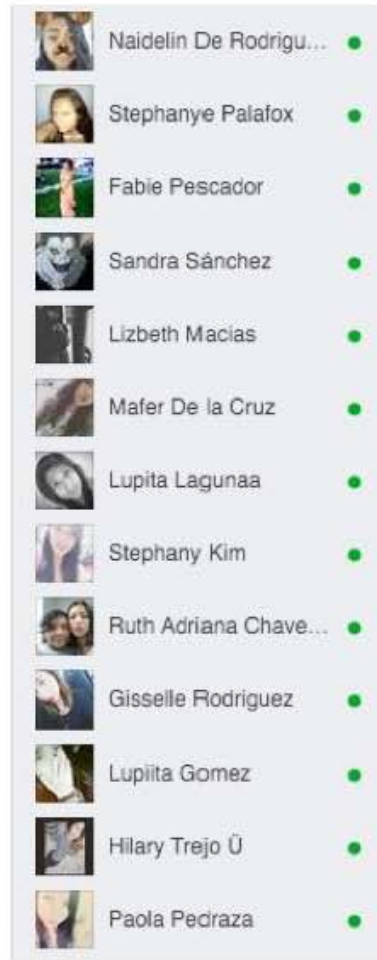 Naidelin De Rodrigu...
Stephanye Palafox
Fabie Pescador
Sandra Sánchez
Lizbeth Macias
Mafer De la Cruz
Lupita Lagunaa
Stephany Kim
Ruth Adriana Chave...
Gisselle Rodriguez
Lupiita Gomez
Hilary Trejo Ü
Paola Pedraza